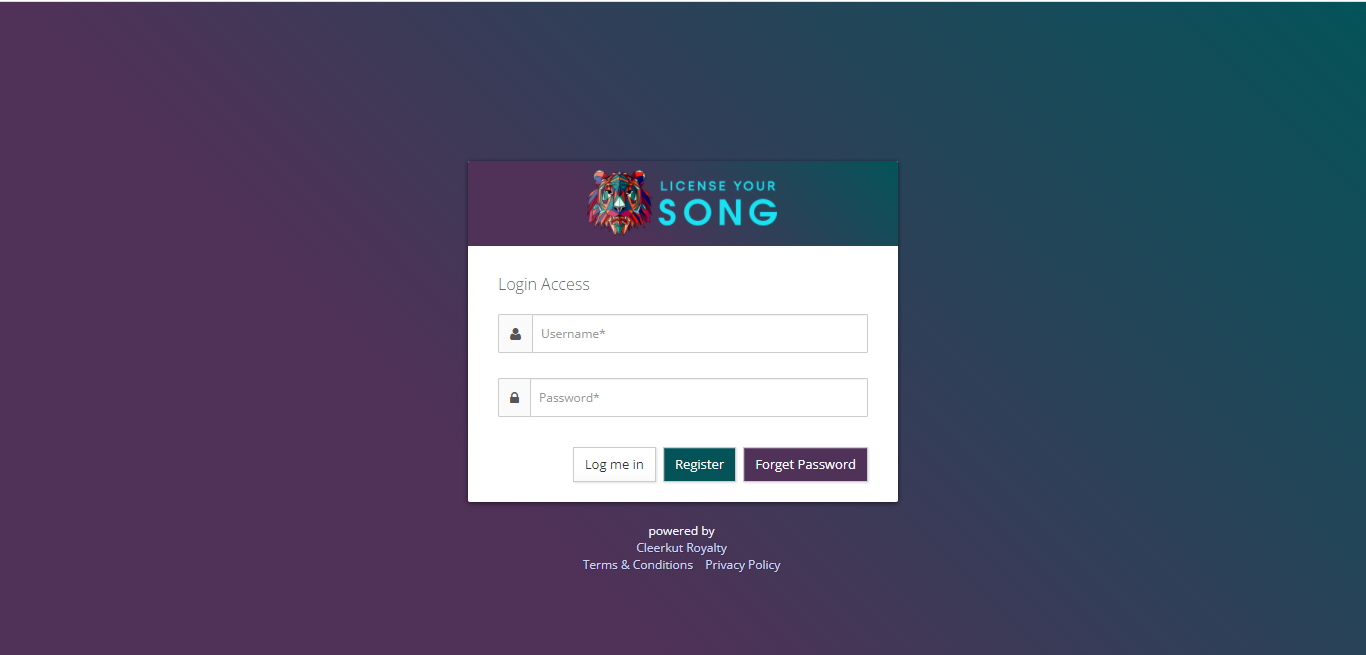 LICENSE YOUR
SONG
Login Access
Username*
Password*
Log me in Register Forget Password
powered by
Cleerkut Royalty
Terms & Conditions Privacy Policy